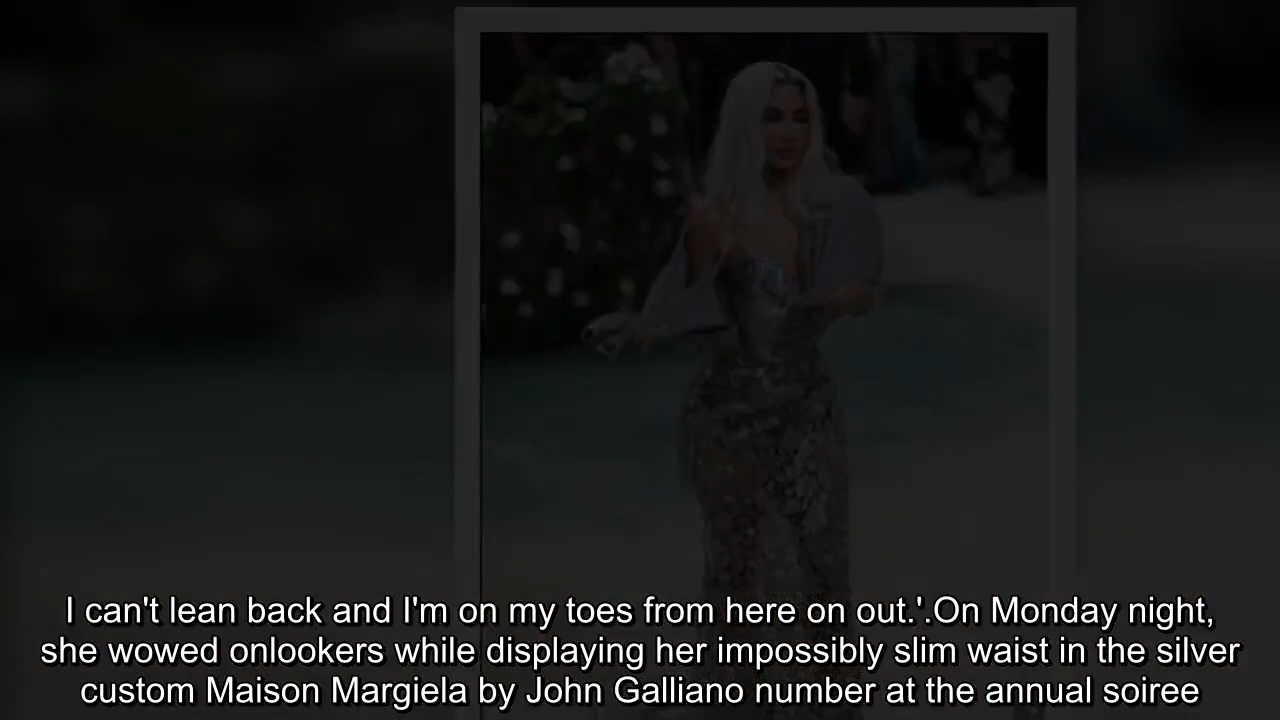 I can't lean back and I'm on my toes from here on out.'.On Monday night,
she wowed onlookers while displaying her impossibly slim waist in the silver
custom Maison Margiela by John Galliano number at the annual soiree